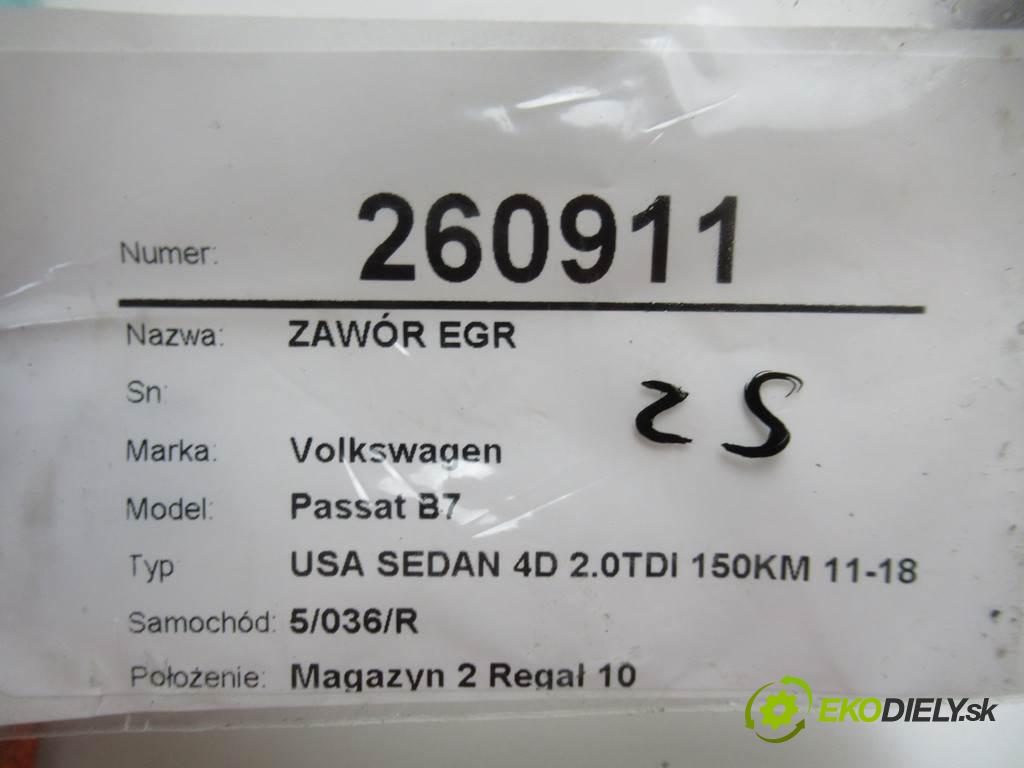 Numer: 260911
Nazwa: ZAWÓR EGR
Sn:
25
Marka: Volkswagen
Model: Passat B7
Typ USA SEDAN 4D 2.0TDI 150KM 11-18
Samochód: 5/036/R
Położenie: Magazyn 2 Regał 10
EKODIELY.sk